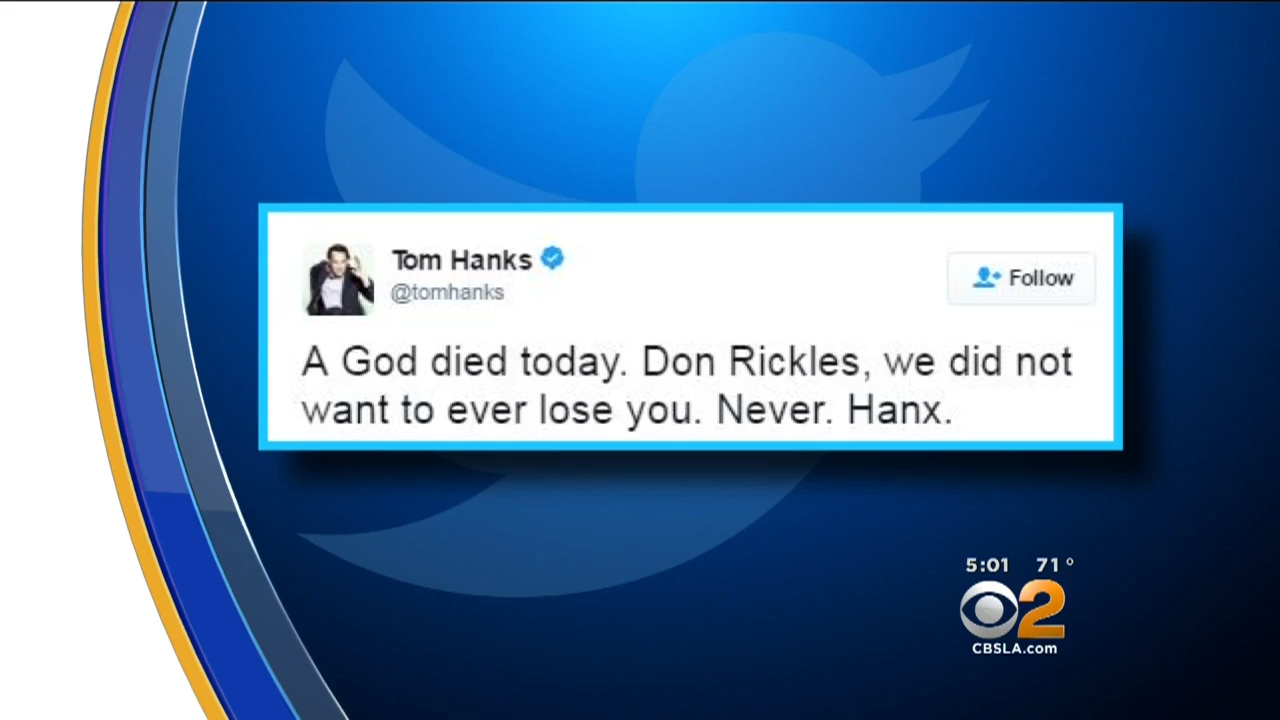 Tom Hanks
@tomhanks
Follow
A God died today. Don Rickles, we did not
want to ever lose you. Never. Hanx.
5:01 71°
2
CBSLA.com